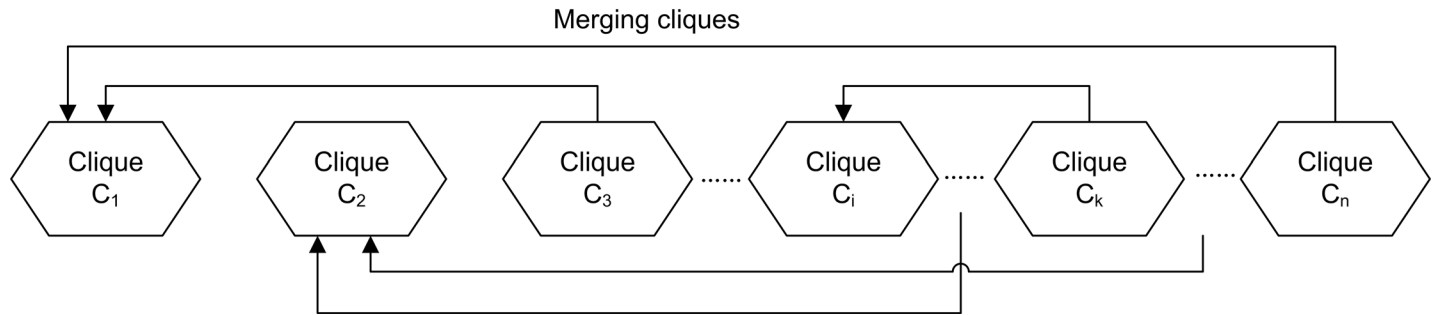 Merging cliques
Clique
C₁
Clique
C₂
Clique
C₃
......
Clique
Cᵢ
......
Clique
Cₖ
......
Clique
Cₙ